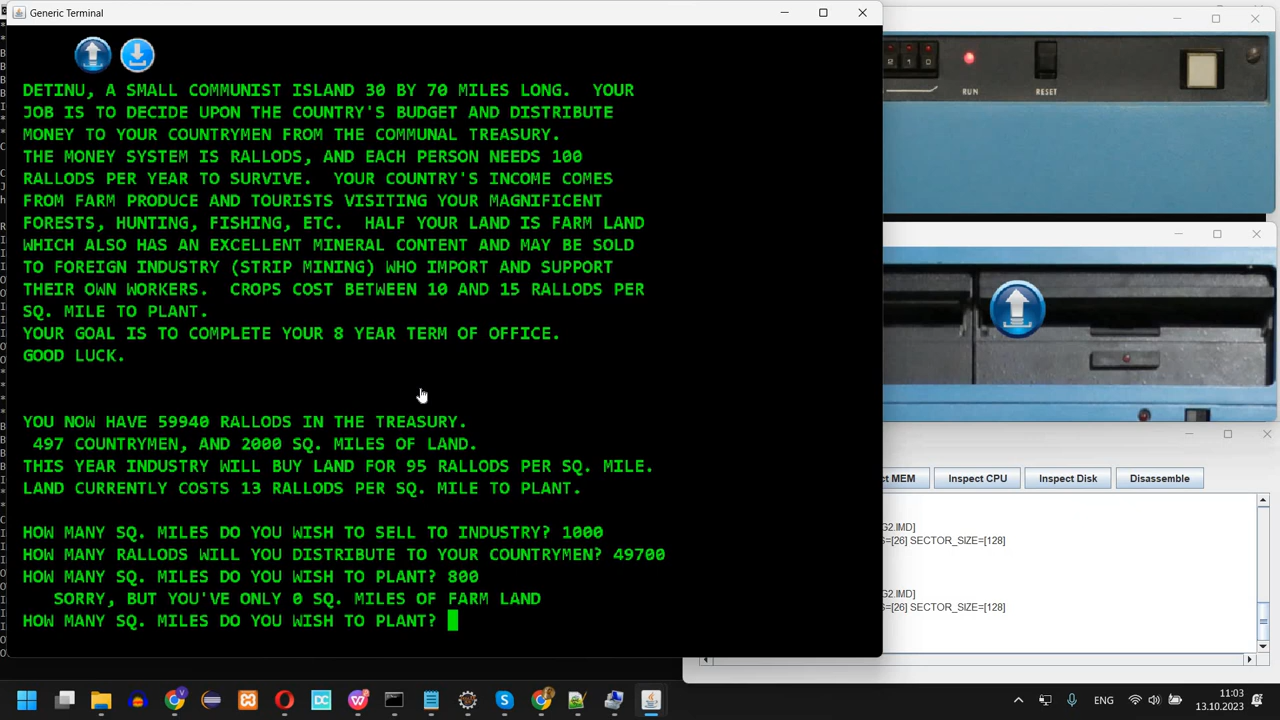 Generic Terminal
DETINU, A SMALL COMMUNIST ISLAND 30 BY 70 MILES LONG.  YOUR
JOB IS TO DECIDE UPON THE COUNTRY'S BUDGET AND DISTRIBUTE
MONEY TO YOUR COUNTRYMEN FROM THE COMMUNAL TREASURY.
THE MONEY SYSTEM IS RALLODS, AND EACH PERSON NEEDS 100
RALLODS PER YEAR TO SURVIVE.  YOUR COUNTRY'S INCOME COMES
FROM FARM PRODUCE AND TOURISTS VISITING YOUR MAGNIFICENT
FORESTS, HUNTING, FISHING, ETC.  HALF YOUR LAND IS FARM LAND
WHICH ALSO HAS AN EXCELLENT MINERAL CONTENT AND MAY BE SOLD
TO FOREIGN INDUSTRY (STRIP MINING) WHO IMPORT AND SUPPORT
THEIR OWN WORKERS.  CROPS COST BETWEEN 10 AND 15 RALLODS PER
SQ. MILE TO PLANT.
YOUR GOAL IS TO COMPLETE YOUR 8 YEAR TERM OF OFFICE.
GOOD LUCK.
YOU NOW HAVE 59940 RALLODS IN THE TREASURY.
497 COUNTRYMEN, AND 2000 SQ. MILES OF LAND.
THIS YEAR INDUSTRY WILL BUY LAND FOR 95 RALLODS PER SQ. MILE.
LAND CURRENTLY COSTS 13 RALLODS PER SQ. MILE TO PLANT.
HOW MANY SQ. MILES DO YOU WISH TO SELL TO INDUSTRY? 1000
HOW MANY RALLODS WILL YOU DISTRIBUTE TO YOUR COUNTRYMEN? 49700
HOW MANY SQ. MILES DO YOU WISH TO PLANT? 800
SORRY, BUT YOU'VE ONLY 0 SQ. MILES OF FARM LAND
HOW MANY SQ. MILES DO YOU WISH TO PLANT?
R 1 0
RUN
RESET
MEM
Inspect CPU
Inspect Disk
Disassemble
G2.IMD]
S=[26] SECTOR_SIZE=[128]
G2.IMD]
S=[26] SECTOR_SIZE=[128]
ENG
11:03
13.10.2023